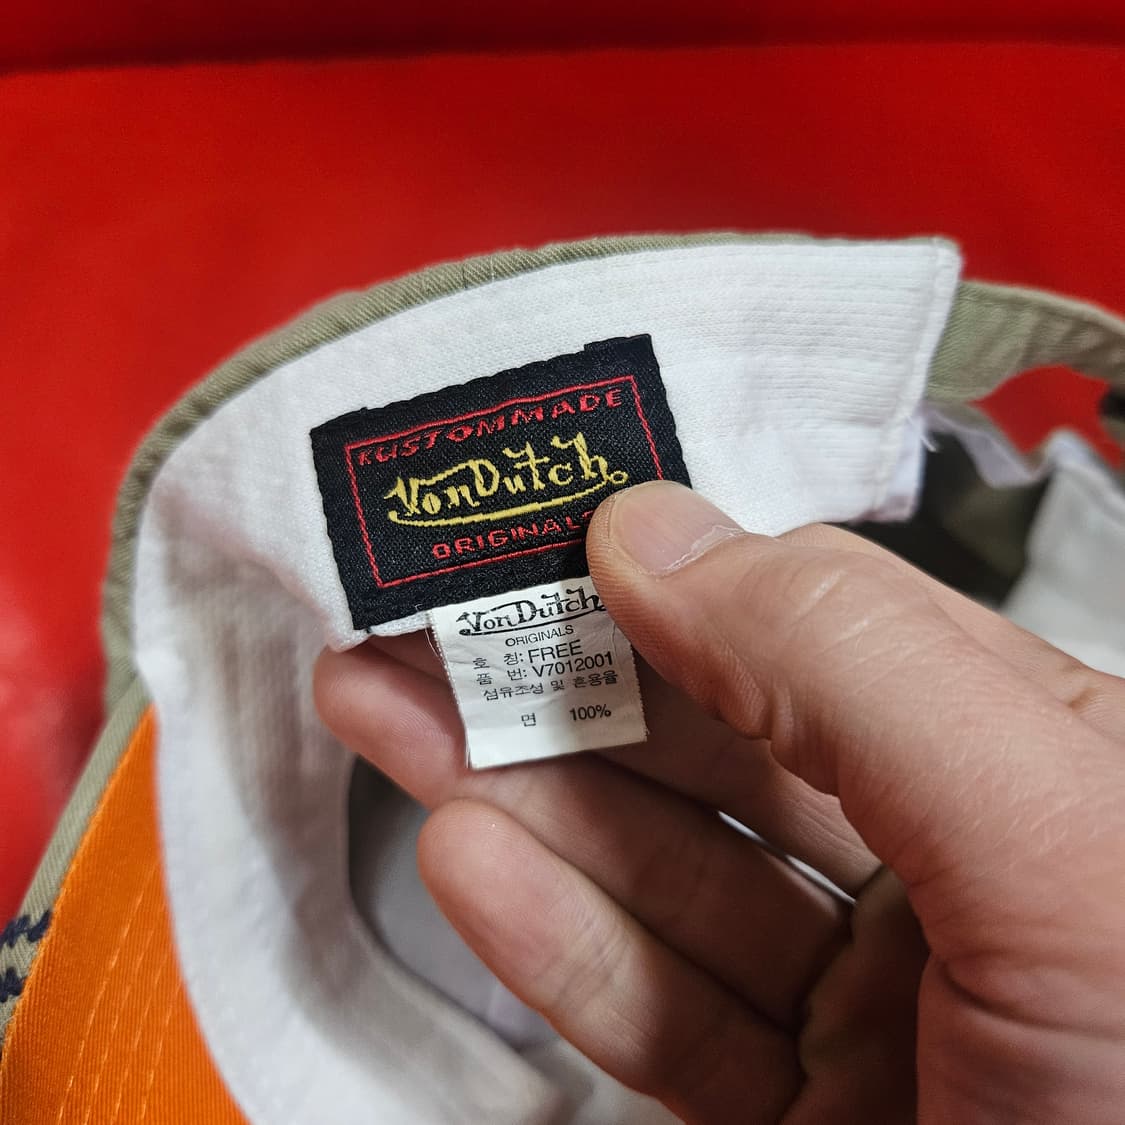 KUSTOMMADE
VonDutch
ORIGINALS
VonDutch
ORIGINALS
호 칭: FREE
품 번: V7012001
섬유조성 및 혼용율
면 100%